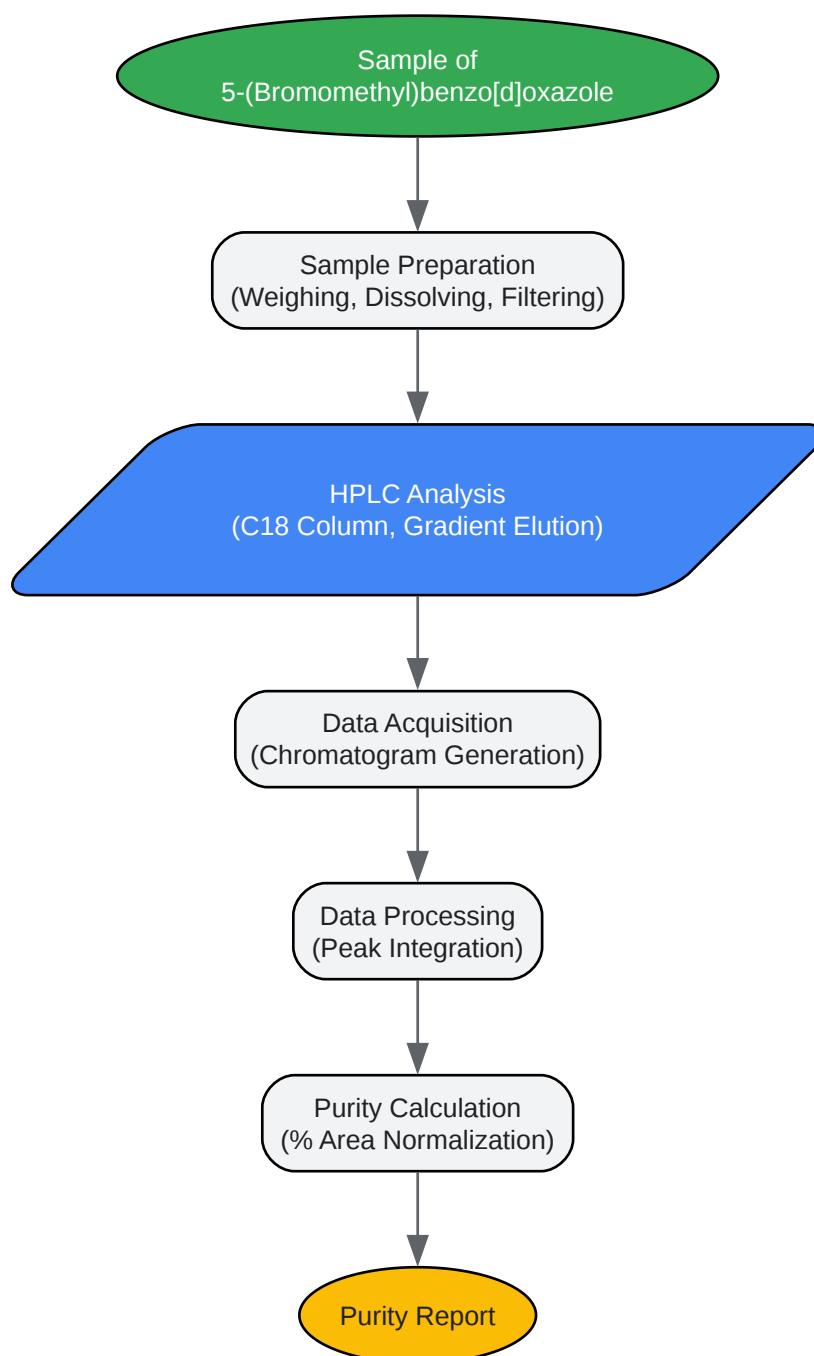 Sample of
5-(Bromomethyl)benzo[d]oxazole
Sample Preparation
(Weighing, Dissolving, Filtering)
HPLC Analysis
(C18 Column, Gradient Elution)
Data Acquisition
(Chromatogram Generation)
Data Processing
(Peak Integration)
Purity Calculation
(% Area Normalization)
Purity Report